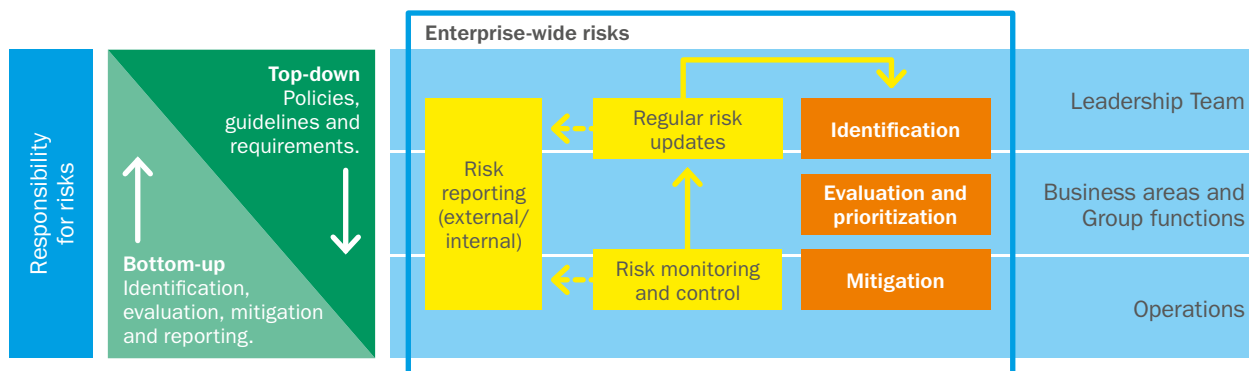 Enterprise-wide risks
Responsibility
for risks
Top-down
Policies,
guidelines and
requirements.
Bottom-up
Identification,
evaluation, mitigation
and reporting.
Risk
reporting
(external/
internal)
Regular risk
updates
Risk monitoring
and control
Identification
Evaluation and
prioritization
Mitigation
Leadership Team
Business areas and
Group functions
Operations